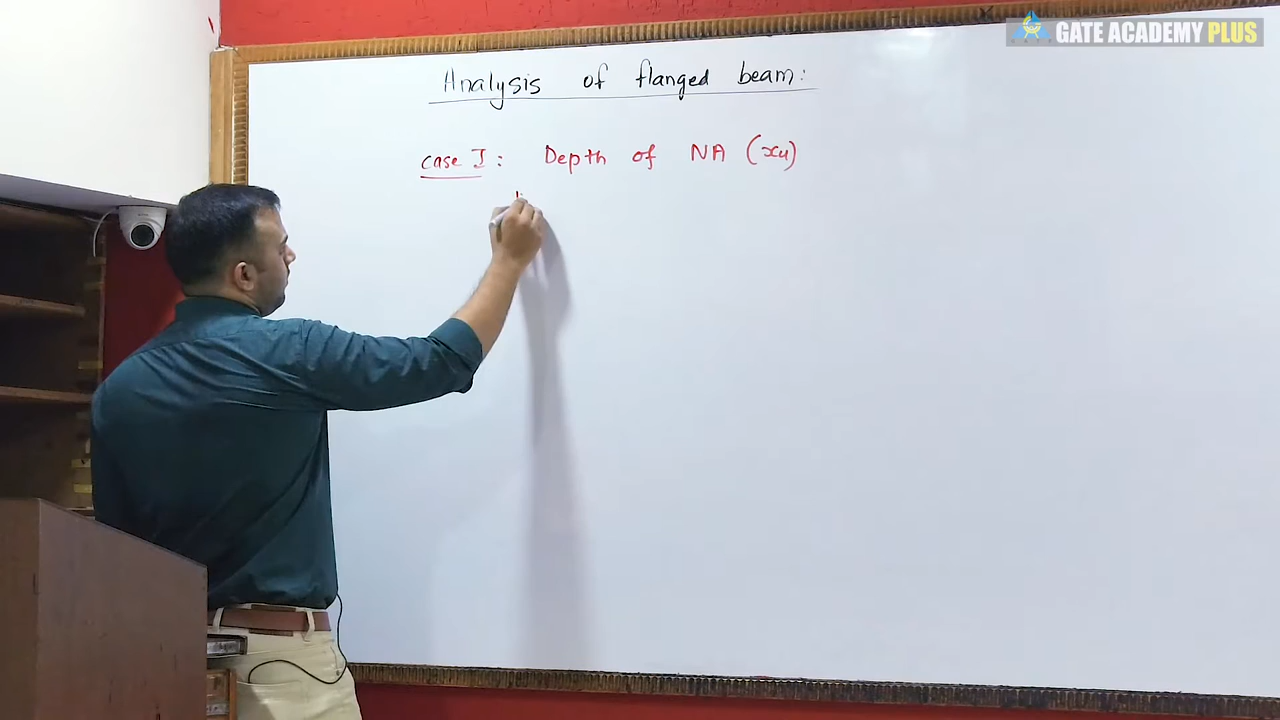 GATE ACADEMY PLUS
Analysis of flanged beam:
case I: Depth of NA (xu)